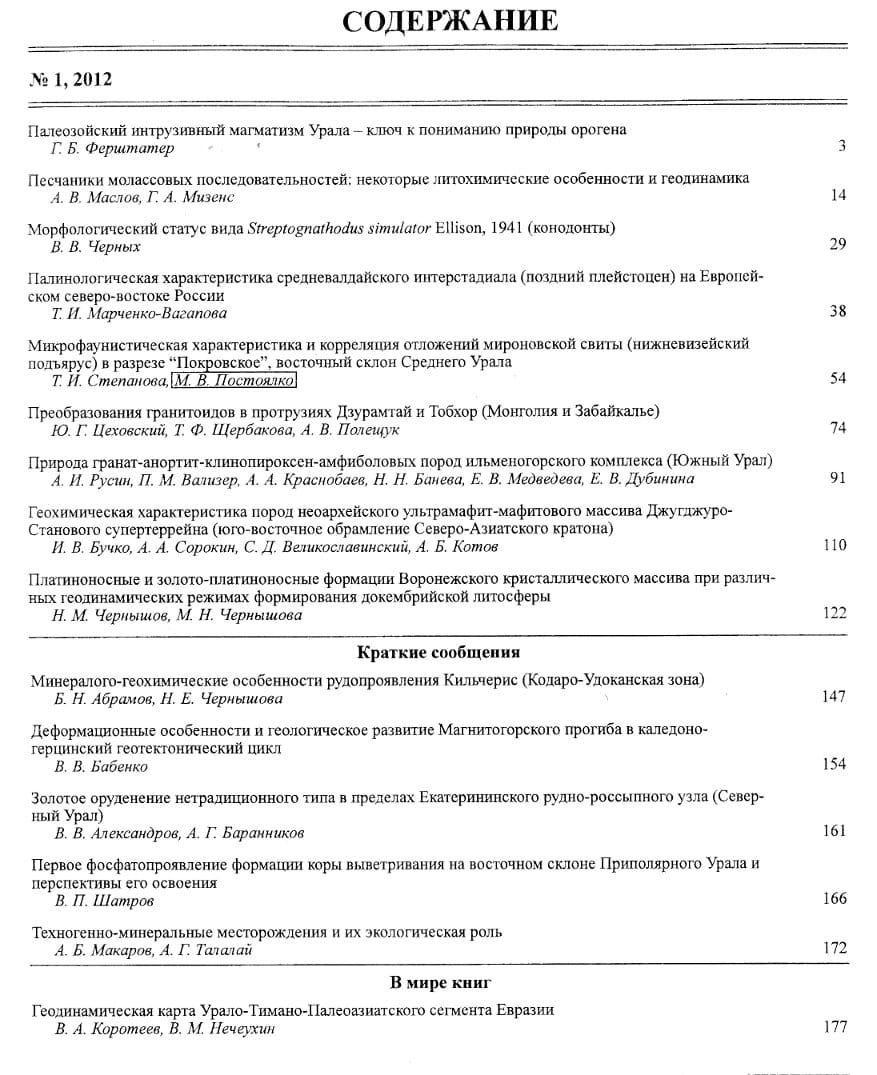 СОДЕРЖАНИЕ
№ 1, 2012
Палеозойский интрузивный магматизм Урала – ключ к пониманию природы орогена
Г. Б. Ферштатер 3
Песчаники молассовых последовательностей: некоторые литохимические особенности и геодинамика
А. В. Маслов, Г. А. Мизенс 14
Морфологический статус вида Streptognathodus simulator Ellison, 1941 (конодонты)
В. В. Черных 29
Палинологическая характеристика средневалдайского интерстадиала (поздний плейстоцен) на Европей-
ском северо-востоке России
Т. И. Марченко-Вагапова 38
Микрофаунистическая характеристика и корреляция отложений мироновской свиты (нижневизейский
подъярус) в разрезе “Покровское”, восточный склон Среднего Урала
Т. И. Степанова, М. В. Постоялко 54
Преобразования гранитоидов в протрузиях Дзурамтай и Тобхор (Монголия и Забайкалье)
Ю. Г. Цеховский, Т. Ф. Щербакова, А. В. Полещук 74
Природа гранат-анортит-клинопироксен-амфиболовых пород ильменогорского комплекса (Южный Урал)
А. И. Русин, П. М. Вализер, А. А. Краснобаев, Н. Н. Банева, Е. В. Медведева, Е. В. Дубинина 91
Геохимическая характеристика пород неоархейского ультрамафит-мафитового массива Джугджуро-
Станового супертеррейна (юго-восточное обрамление Северо-Азиатского кратона)
И. В. Бучко, А. А. Сорокин, С. Д. Великославинский, А. Б. Котов 110
Платиноносные и золото-платиноносные формации Воронежского кристаллического массива при различ-
ных геодинамических режимах формирования докембрийской литосферы
Н. М. Чернышов, М. Н. Чернышова 122
Краткие сообщения
Минералого-геохимические особенности рудопроявления Кильчерис (Кодаро-Удоканская зона)
Б. Н. Абрамов, Н. Е. Чернышова 147
Деформационные особенности и геологическое развитие Магнитогорского прогиба в каледоно-
герцинский геотектонический цикл
В. В. Бабенко 154
Золотое оруденение нетрадиционного типа в пределах Екатерининского рудно-россыпного узла (Север-
ный Урал)
В. В. Александров, А. Г. Баранников 161
Первое фосфатопроявление формации коры выветривания на восточном склоне Приполярного Урала и
перспективы его освоения
В. П. Шатров 166
Техногенно-минеральные месторождения и их экологическая роль
А. Б. Макаров, А. Г. Талалай 172
В мире книг
Геодинамическая карта Урало-Тимано-Палеоазиатского сегмента Евразии
В. А. Коротеев, В. М. Нечеухин 177